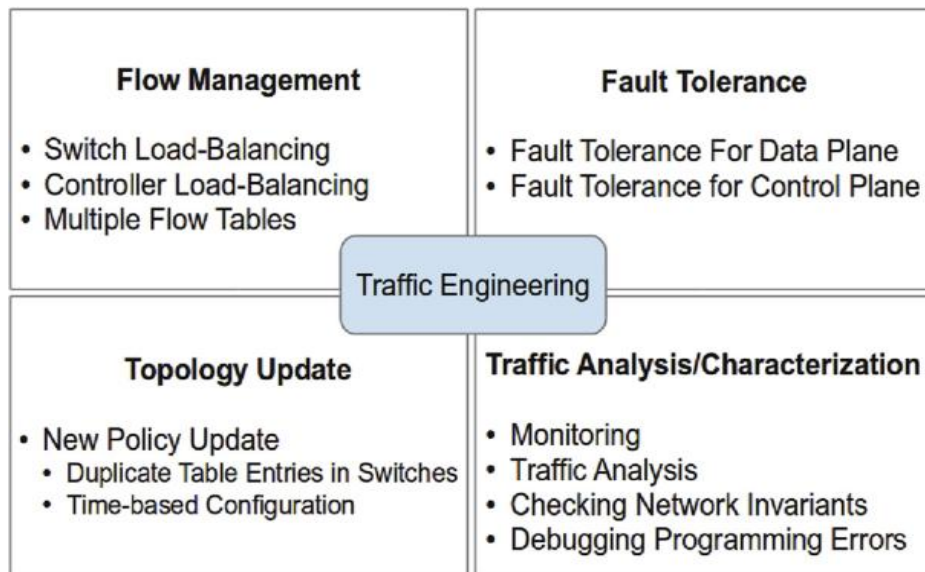 Flow Management
• Switch Load-Balancing
• Controller Load-Balancing
• Multiple Flow Tables
Fault Tolerance
• Fault Tolerance For Data Plane
• Fault Tolerance for Control Plane
Traffic Engineering
Topology Update
• New Policy Update
• Duplicate Table Entries in Switches
• Time-based Configuration
Traffic Analysis/Characterization
• Monitoring
• Traffic Analysis
• Checking Network Invariants
• Debugging Programming Errors